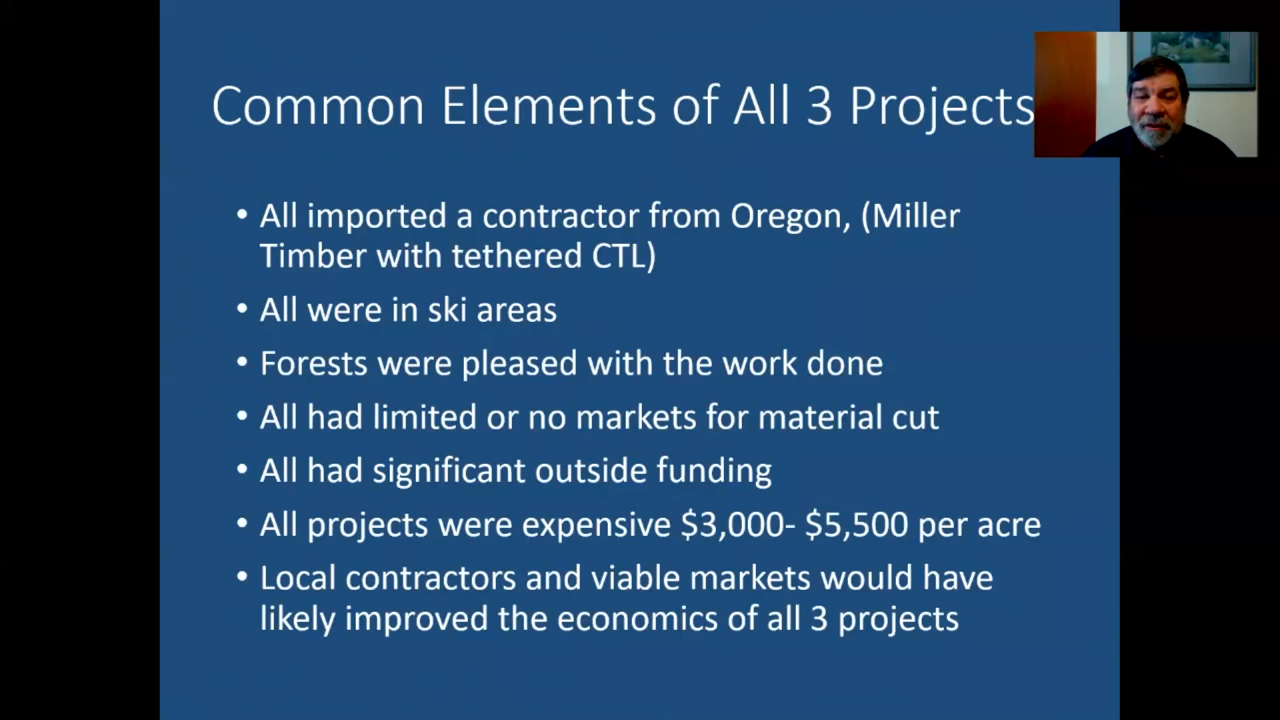 Common Elements of All 3 Projects
• All imported a contractor from Oregon, (Miller
Timber with tethered CTL)
• All were in ski areas
• Forests were pleased with the work done
• All had limited or no markets for material cut
• All had significant outside funding
• All projects were expensive $3,000- $5,500 per acre
• Local contractors and viable markets would have
likely improved the economics of all 3 projects